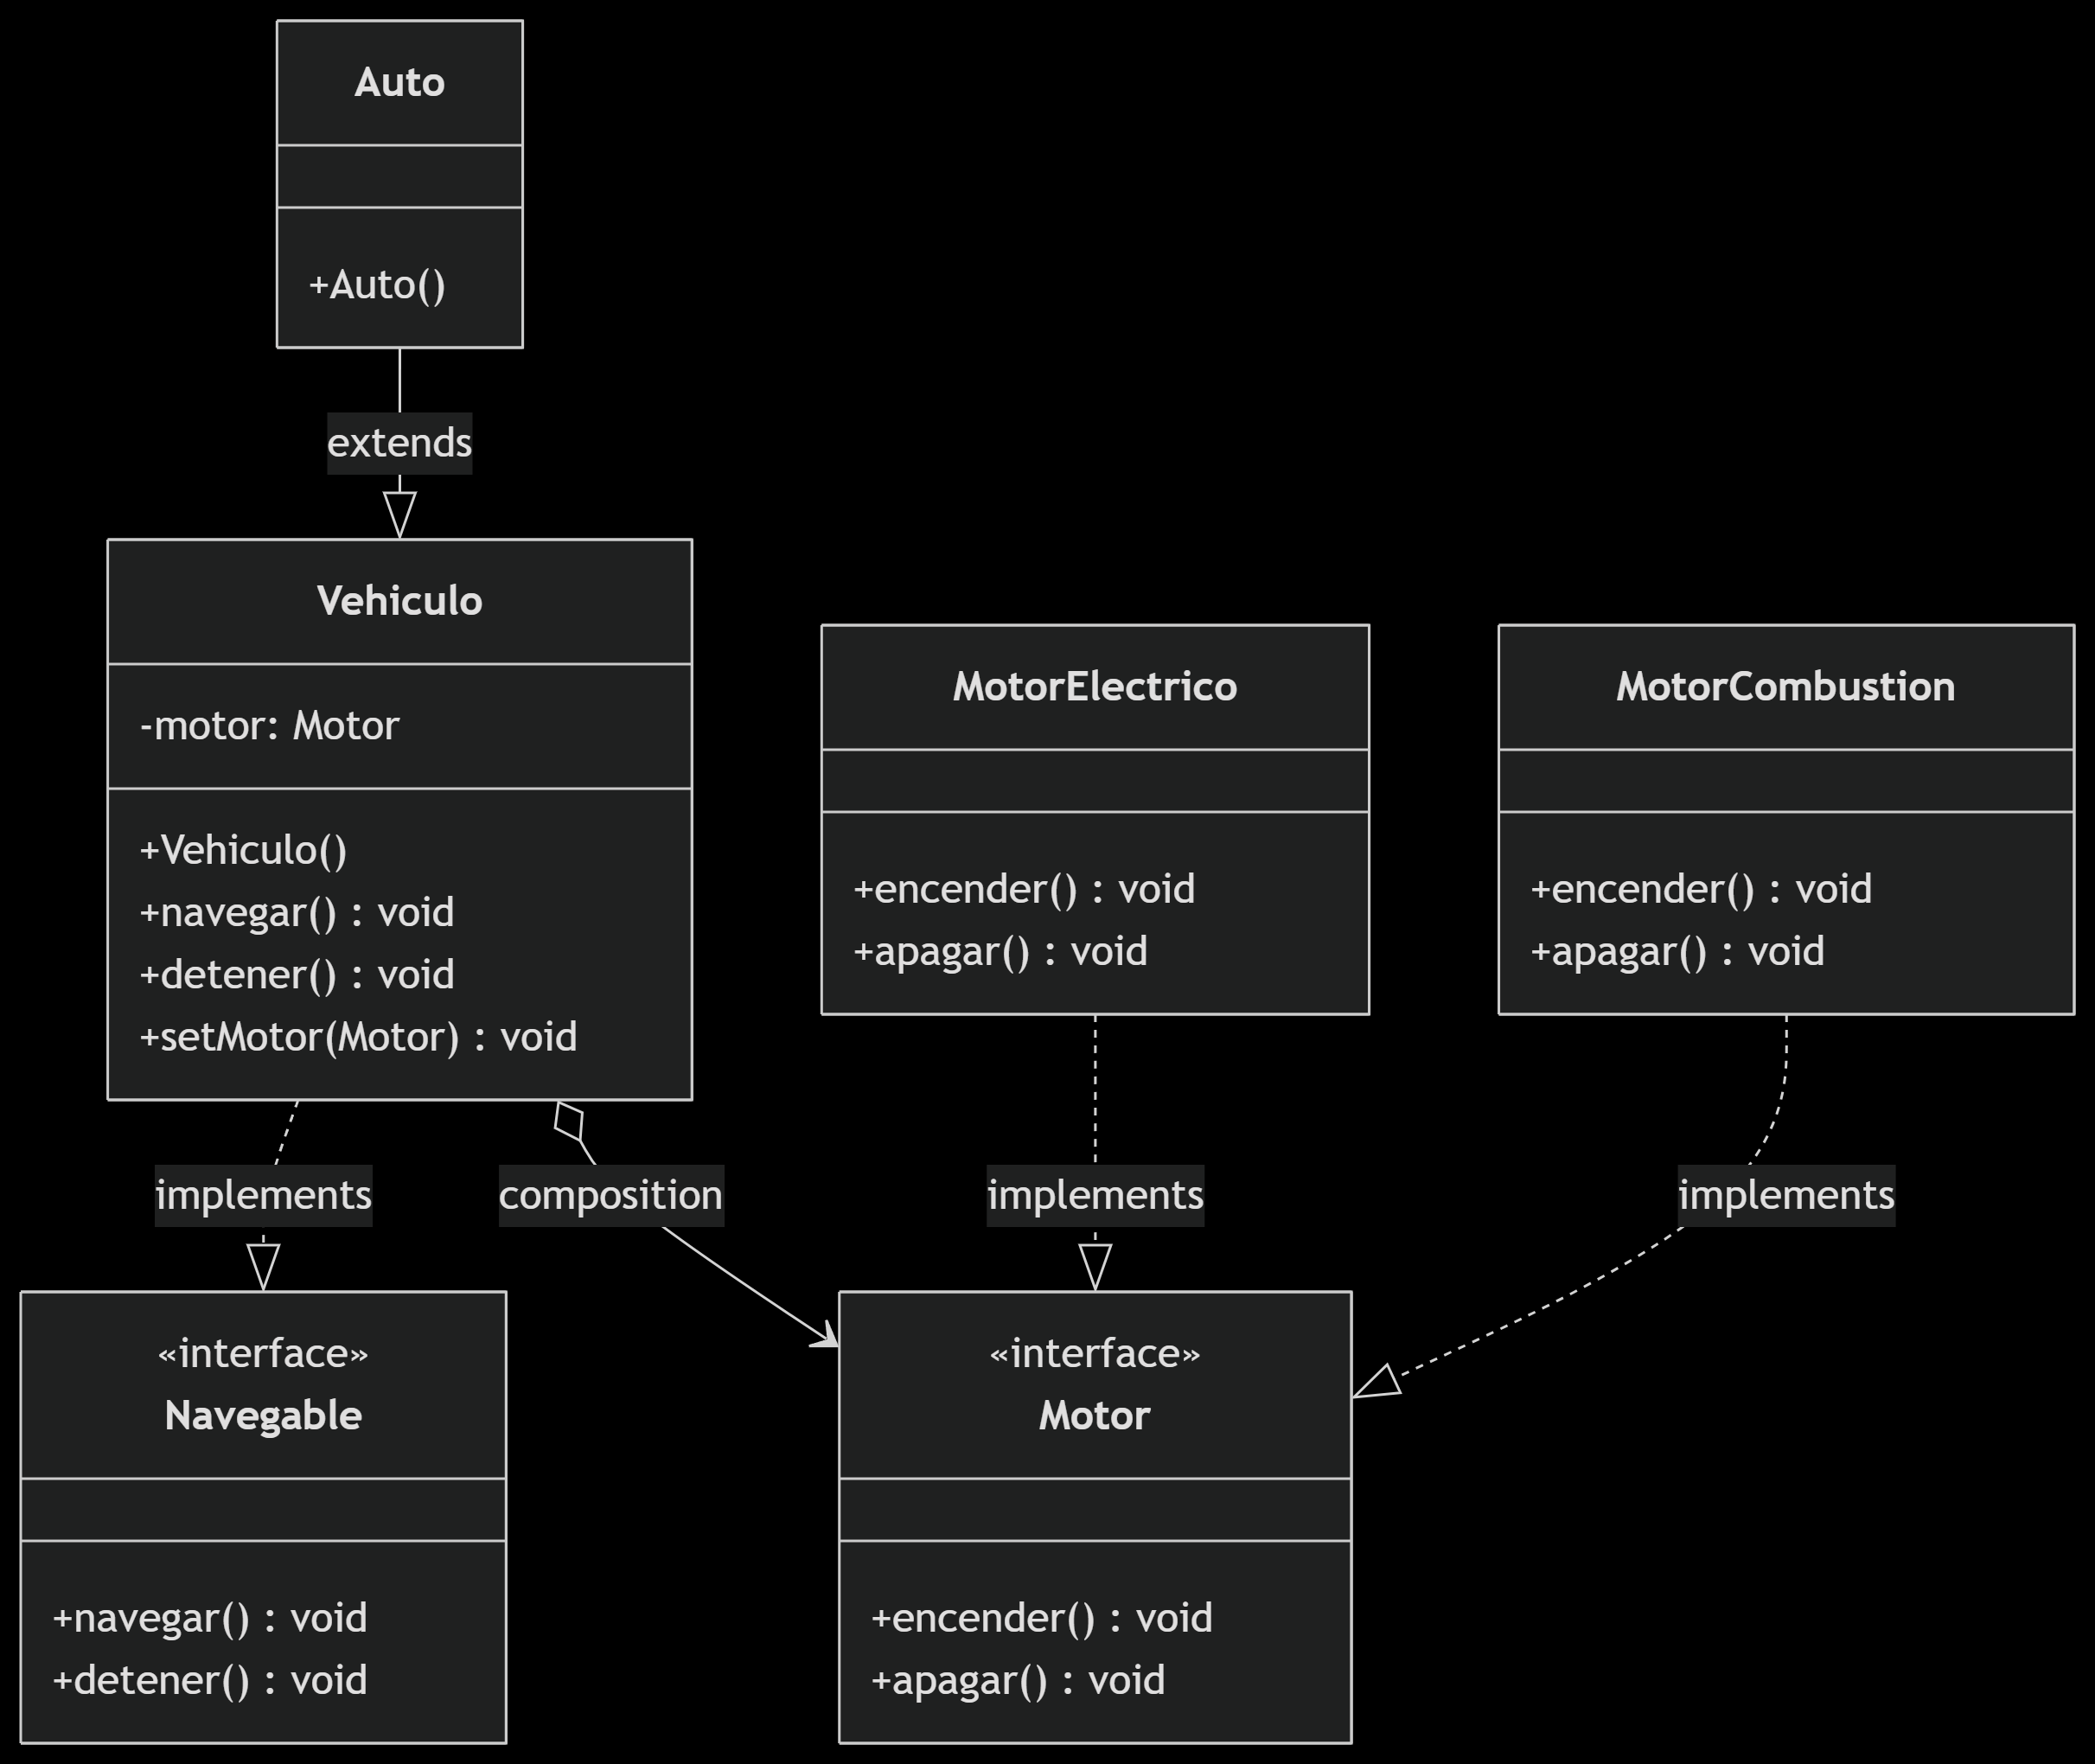 Auto
+Auto()
extends
Vehiculo
-motor: Motor
+Vehiculo()
+navegar() : void
+detener() : void
+setMotor(Motor) : void
MotorElectrico
+encender() : void
+apagar() : void
MotorCombustion
+encender() : void
+apagar() : void
implements
composition
implements
implements
«interface»
Navegable
+navegar() : void
+detener() : void
«interface»
Motor
+encender() : void
+apagar() : void